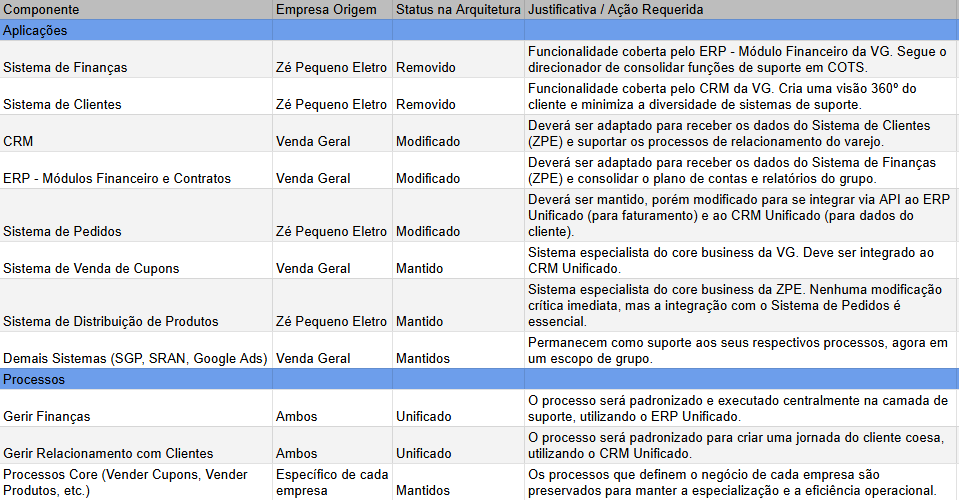 Componente Empresa Origem Status na Arquitetura Justificativa / Ação Requerida
Aplicações
Sistema de Finanças Zé Pequeno Eletro Removido Funcionalidade coberta pelo ERP - Módulo Financeiro da VG. Segue o
direcionador de consolidar funções de suporte em COTS.
Sistema de Clientes Zé Pequeno Eletro Removido Funcionalidade coberta pelo CRM da VG. Cria uma visão 360º do
cliente e minimiza a diversidade de sistemas de suporte.
CRM Venda Geral Modificado Deverá ser adaptado para receber os dados do Sistema de Clientes
(ZPE) e suportar os processos de relacionamento do varejo.
ERP - Módulos Financeiro e Contratos Venda Geral Modificado Deverá ser adaptado para receber os dados do Sistema de Finanças
(ZPE) e consolidar o plano de contas e relatórios do grupo.
Sistema de Pedidos Zé Pequeno Eletro Modificado Deverá ser mantido, porém modificado para se integrar via API ao ERP
Unificado (para faturamento) e ao CRM Unificado (para dados do
cliente).
Sistema de Venda de Cupons Venda Geral Mantido Sistema especialista do core business da VG. Deve ser integrado ao
CRM Unificado.
Sistema de Distribuição de Produtos Zé Pequeno Eletro Mantido Sistema especialista do core business da ZPE. Nenhuma modificação
crítica imediata, mas a integração com o Sistema de Pedidos é
essencial.
Demais Sistemas (SGP, SRAN, Google Ads) Venda Geral Mantidos Permanecem como suporte aos seus respectivos processos, agora em
um escopo de grupo.
Processos
Gerir Finanças Ambos Unificado O processo será padronizado e executado centralmente na camada de
suporte, utilizando o ERP Unificado.
Gerir Relacionamento com Clientes Ambos Unificado O processo será padronizado para criar uma jornada do cliente coesa,
utilizando o CRM Unificado.
Processos Core (Vender Cupons, Vender Específico de cada Os processos que definem o negócio de cada empresa são
Produtos, etc.) empresa Mantidos preservados para manter a especialização e a eficiência operacional.